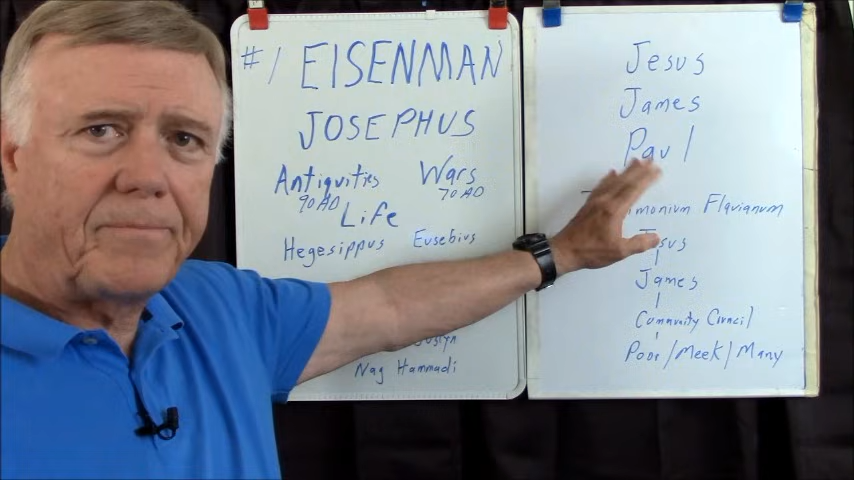 #1 EISENMAN
JOSEPHUS
Antiquities Wars
90 AD 70 AD
Life
Hegesippus Eusebius
Nag Hammadi
Jesus
James
Paul
Flavianum
Jesus
James
Community Council
Poor/Meek/Many